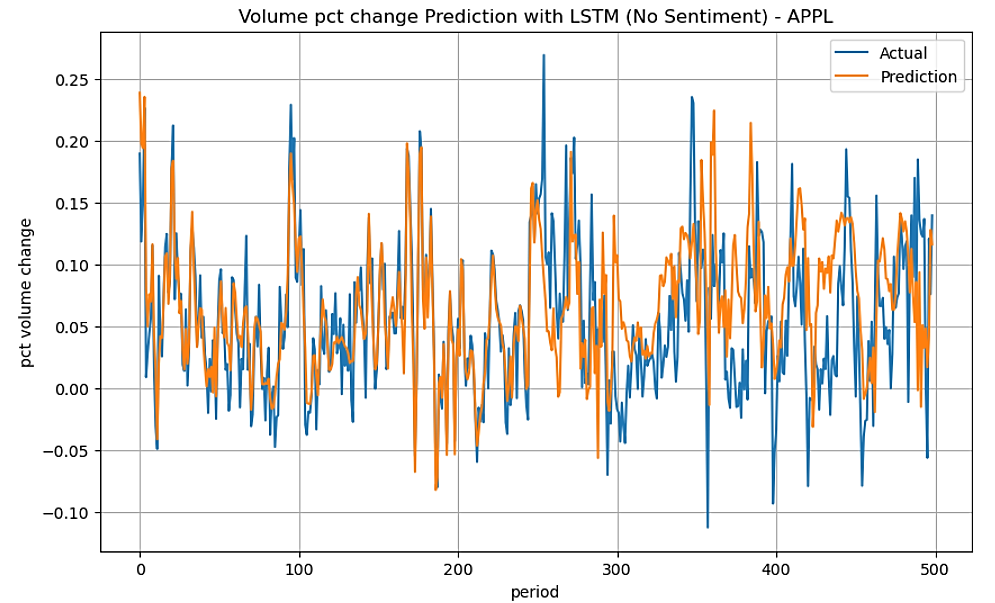 Volume pct change Prediction with LSTM (No Sentiment) - APPL
Actual
Prediction
pct volume change
0.25
0.20
0.15
0.10
0.05
0.00
−0.05
−0.10
0 100 200 300 400 500
period